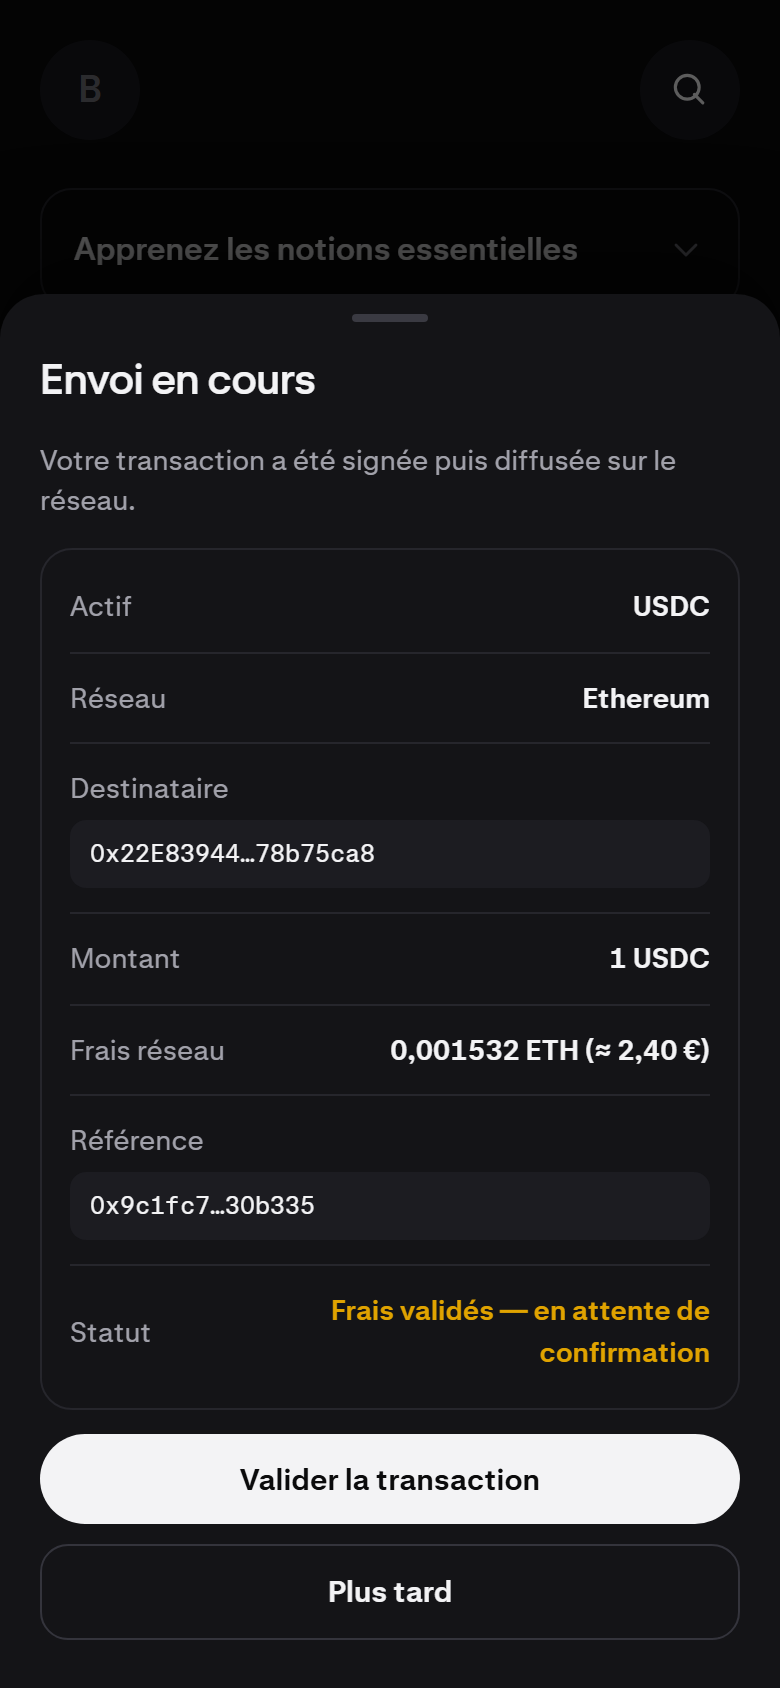 B
Apprenez les notions essentielles
Envoi en cours
Votre transaction a été signée puis diffusée sur le
réseau.
Actif USDC
Réseau Ethereum
Destinataire
0x22E83944…78b75ca8
Montant 1 USDC
Frais réseau 0,001532 ETH (≈ 2,40 €)
Référence
0x9c1fc7…30b335
Statut Frais validés — en attente de
confirmation
Valider la transaction
Plus tard